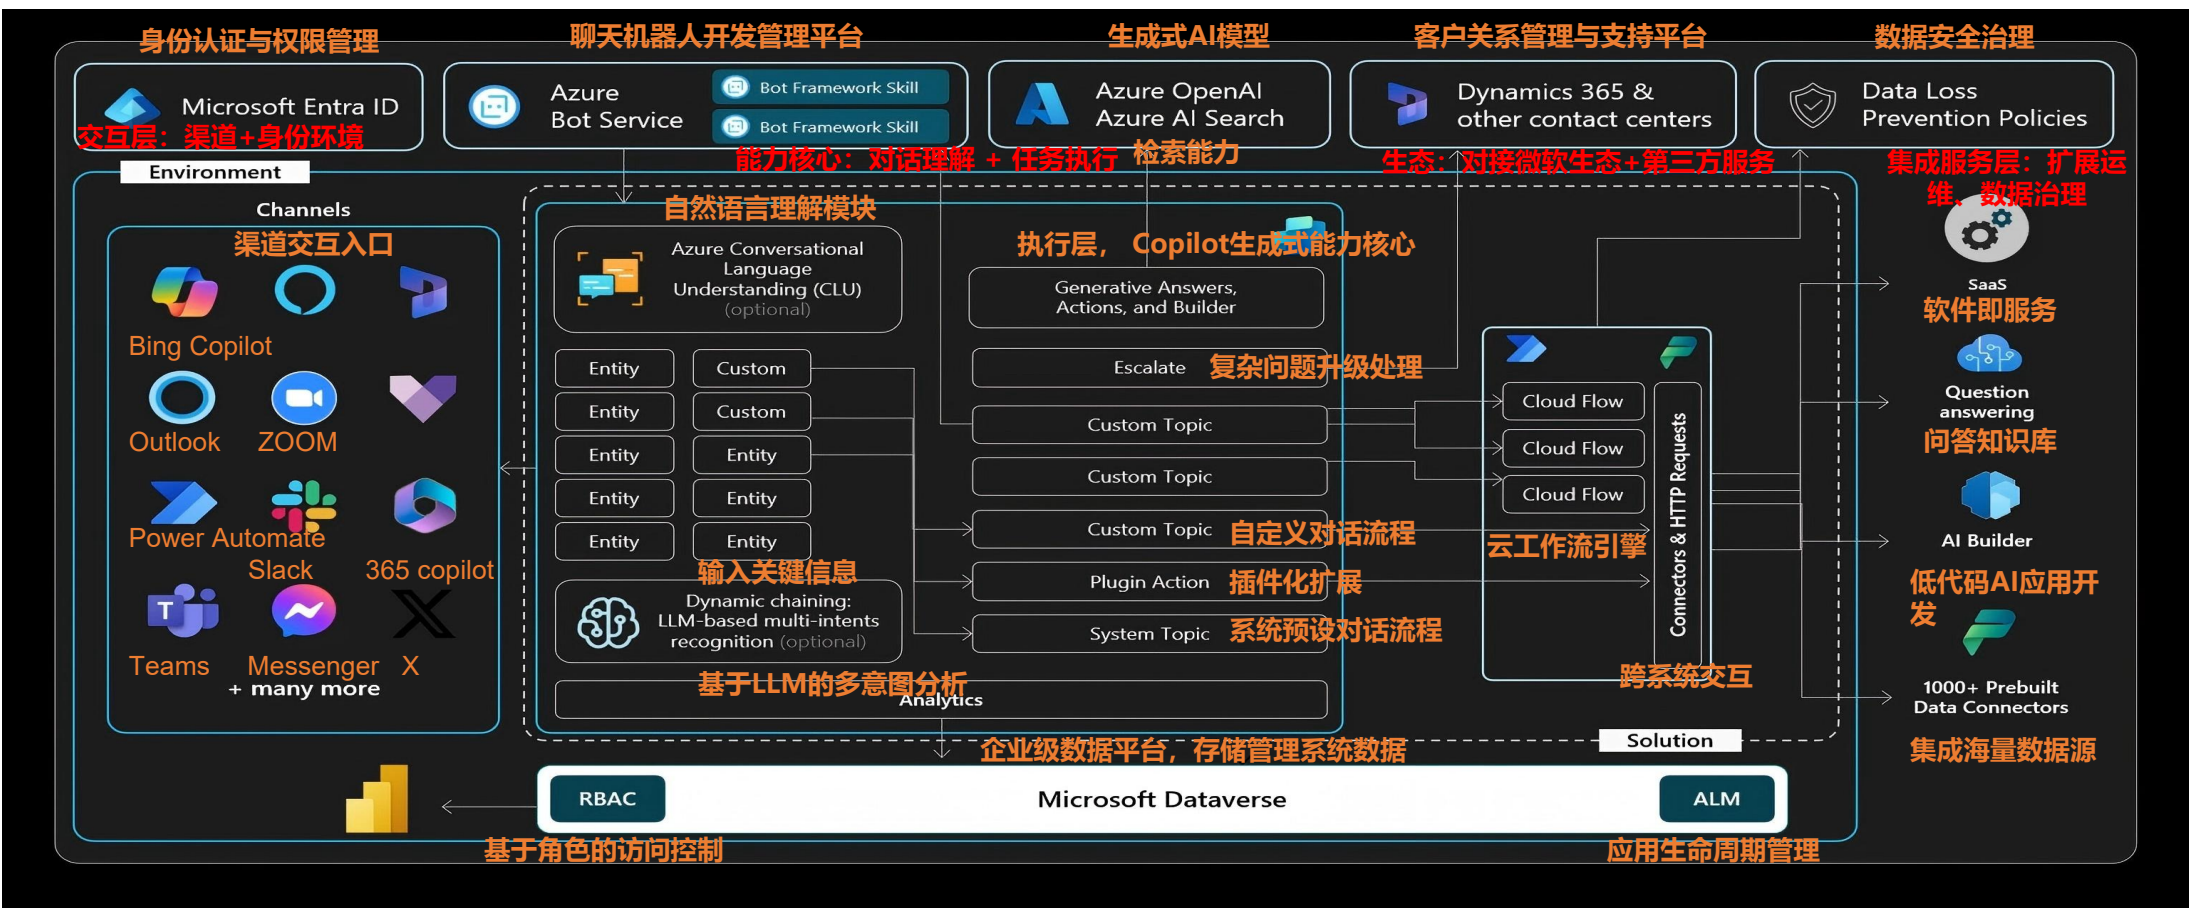 身份认证与权限管理
聊天机器人开发管理平台
生成式AI模型
客户关系管理与支持平台
数据安全治理
Microsoft Entra ID
Azure
Bot Service
Bot Framework Skill
Bot Framework Skill
Azure OpenAI
Azure AI Search
Dynamics 365 &
other contact centers
Data Loss
Prevention Policies
交互层：渠道+身份环境
能力核心：对话理解 + 任务执行
检索能力
生态：对接微软生态+第三方服务
集成服务层：扩展运
维、数据治理
Environment
Channels
渠道交互入口
Bing Copilot
Outlook
ZOOM
Power Automate
Slack
365 copilot
Teams
Messenger
X
+ many more
自然语言理解模块
Azure Conversational
Language
Understanding (CLU)
(optional)
Entity
Custom
Entity
Custom
Entity
Entity
Entity
Entity
Entity
Entity
输入关键信息
Dynamic chaining:
LLM-based multi-intents
recognition (optional)
基于LLM的多意图分析
Analytics
执行层， Copilot生成式能力核心
Generative Answers,
Actions, and Builder
Escalate
复杂问题升级处理
Custom Topic
Custom Topic
Custom Topic
自定义对话流程
Plugin Action
插件化扩展
System Topic
系统预设对话流程
Cloud Flow
Cloud Flow
Cloud Flow
云工作流引擎
Connectors & HTTP Requests
跨系统交互
Solution
SaaS
软件即服务
Question
answering
问答知识库
AI Builder
低代码AI应用开
发
1000+ Prebuilt
Data Connectors
集成海量数据源
企业级数据平台，存储管理系统数据
RBAC
Microsoft Dataverse
ALM
基于角色的访问控制
应用生命周期管理